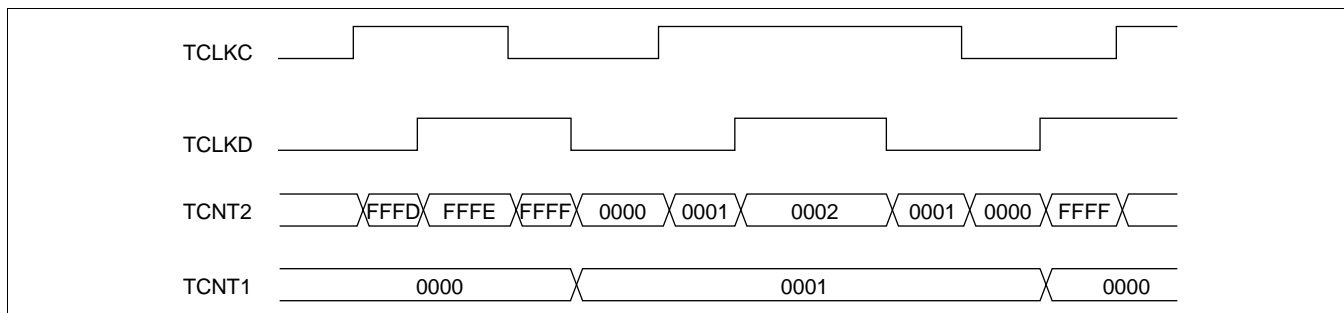 TCLKC
TCLKD
TCNT2 FFFD FFFE FFFF 0000 0001 0002 0001 0000 FFFF
TCNT1 0000 0001 0000